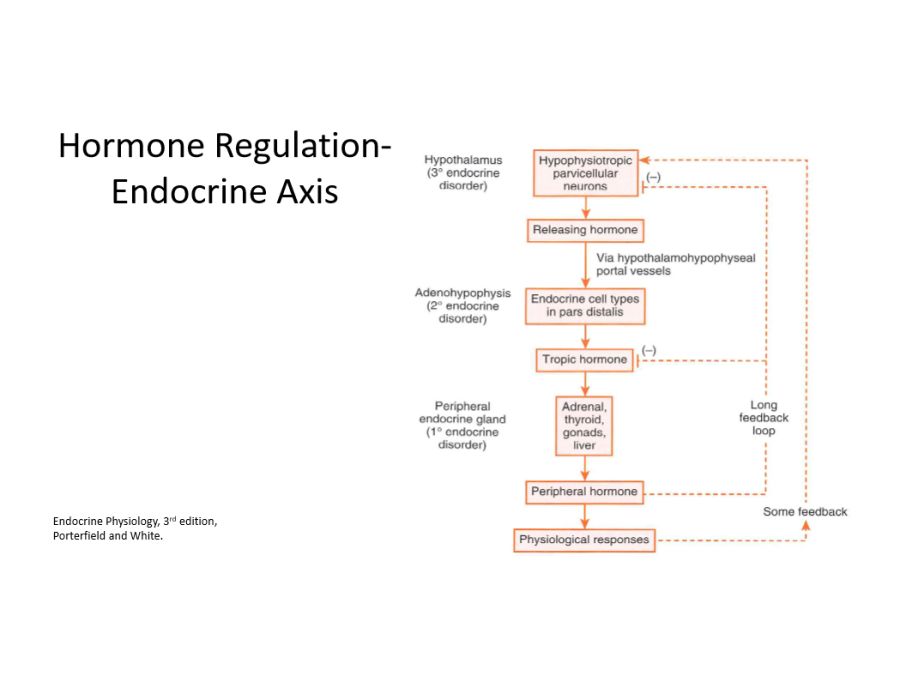 Hormone Regulation-
Endocrine Axis
Hypothalamus
(3° endocrine
disorder)
Hypophysiotropic
parvicellular
neurons
(–)
Releasing hormone
Via hypothalamohypophyseal
portal vessels
Adenohypophysis
(2° endocrine
disorder)
Endocrine cell types
in pars distalis
Tropic hormone
(–)
Peripheral
endocrine gland
(1° endocrine
disorder)
Adrenal,
thyroid,
gonads,
liver
Long
feedback
loop
Peripheral hormone
Some feedback
Physiological responses
Endocrine Physiology, 3rd edition,
Porterfield and White.